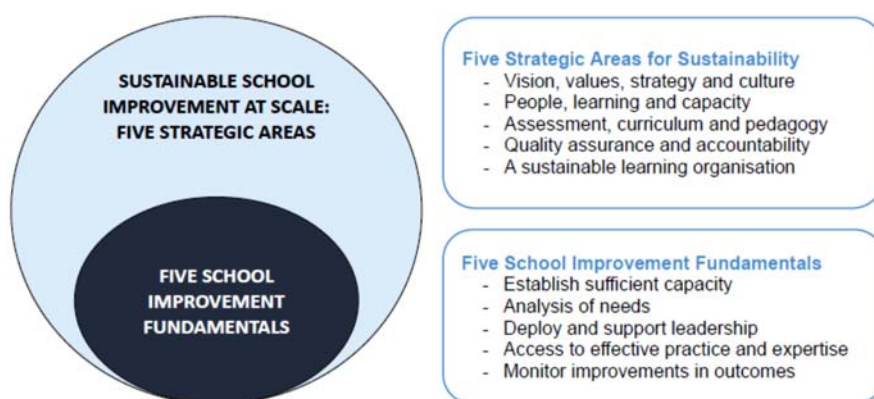 SUSTAINABLE SCHOOL
IMPROVEMENT AT SCALE:
FIVE STRATEGIC AREAS
FIVE SCHOOL
IMPROVEMENT
FUNDAMENTALS
Five Strategic Areas for Sustainability
- Vision, values, strategy and culture
- People, learning and capacity
- Assessment, curriculum and pedagogy
- Quality assurance and accountability
- A sustainable learning organisation
Five School Improvement Fundamentals
- Establish sufficient capacity
- Analysis of needs
- Deploy and support leadership
- Access to effective practice and expertise
- Monitor improvements in outcomes